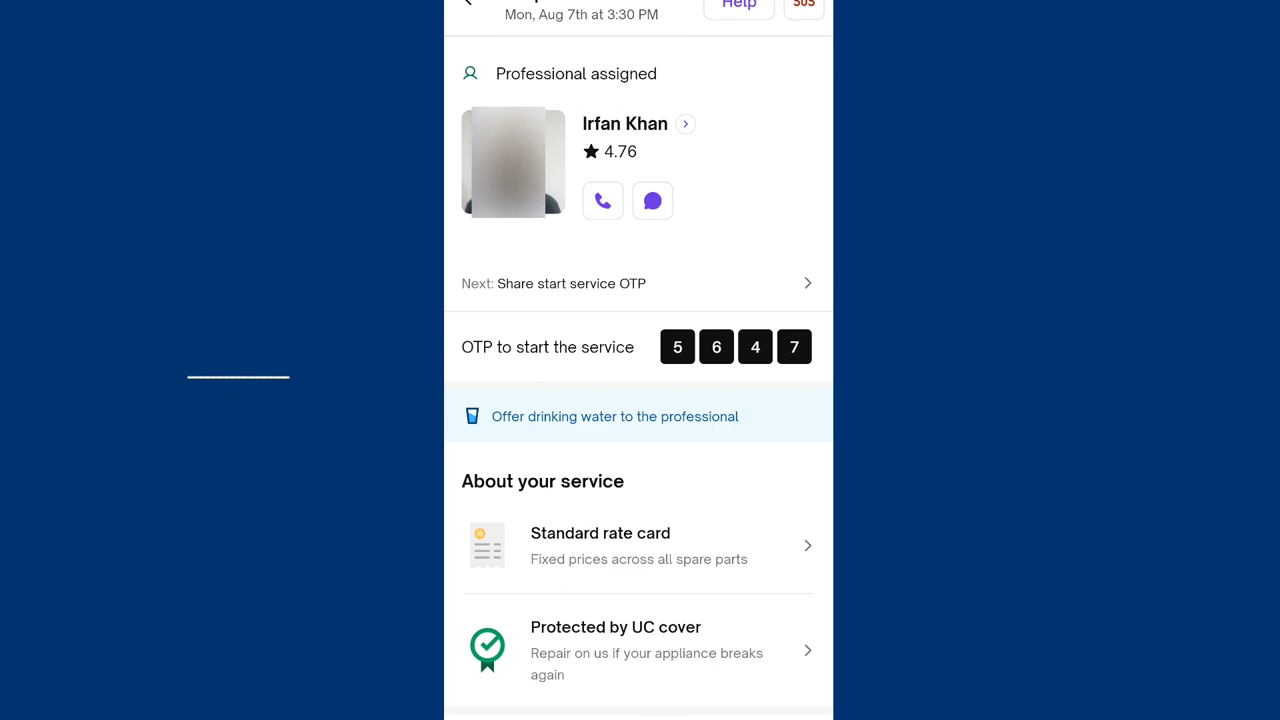 Mon, Aug 7th at 3:30 PM
Help
SOS
Professional assigned
Irfan Khan
4.76
Next: Share start service OTP
OTP to start the service 5 6 4 7
Offer drinking water to the professional
About your service
Standard rate card
Fixed prices across all spare parts
Protected by UC cover
Repair on us if your appliance breaks
again